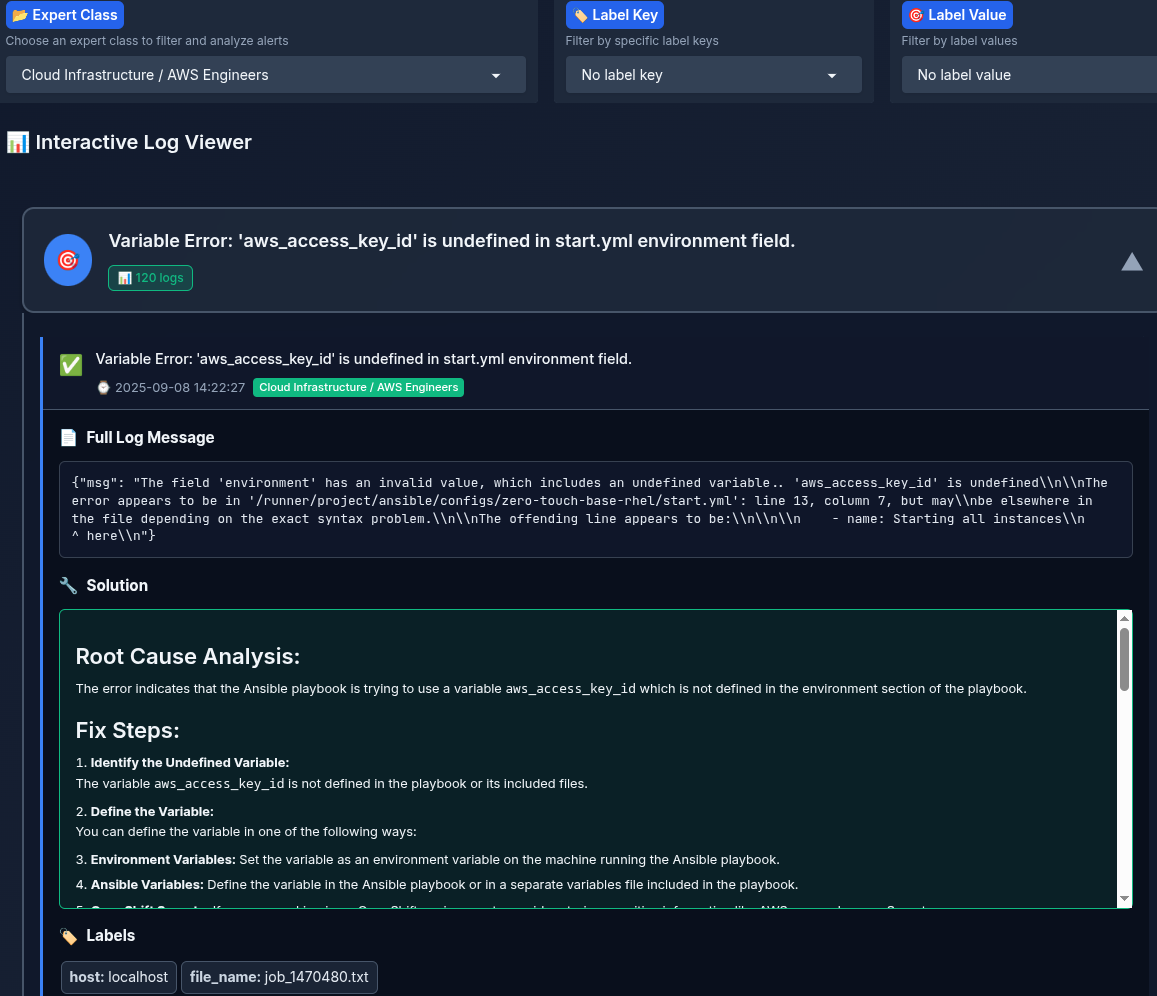 Expert Class
Label Key
Label Value
Choose an expert class to filter and analyze alerts
Filter by specific label keys
Filter by label values
Cloud Infrastructure / AWS Engineers
No label key
No label value
Interactive Log Viewer
Variable Error: 'aws_access_key_id' is undefined in start.yml environment field.
120 logs
Variable Error: 'aws_access_key_id' is undefined in start.yml environment field.
2025-09-08 14:22:27 Cloud Infrastructure / AWS Engineers
Full Log Message
{"msg": "The field 'environment' has an invalid value, which includes an undefined variable.. 'aws_access_key_id' is undefined\\n\\nThe
error appears to be in '/runner/project/ansible/configs/zero-touch-base-rhel/start.yml': line 13, column 7, but may\\nbe elsewhere in
the file depending on the exact syntax problem.\\n\\nThe offending line appears to be:\\n\\n\\n    - name: Starting all instances\\n
^ here\\n"}
Solution
Root Cause Analysis:
The error indicates that the Ansible playbook is trying to use a variable aws_access_key_id which is not defined in the environment section of the playbook.
Fix Steps:
1. Identify the Undefined Variable:
The variable aws_access_key_id is not defined in the playbook or its included files.
2. Define the Variable:
You can define the variable in one of the following ways:
3. Environment Variables: Set the variable as an environment variable on the machine running the Ansible playbook.
4. Ansible Variables: Define the variable in the Ansible playbook or in a separate variables file included in the playbook.
Labels
host: localhost
file_name: job_1470480.txt